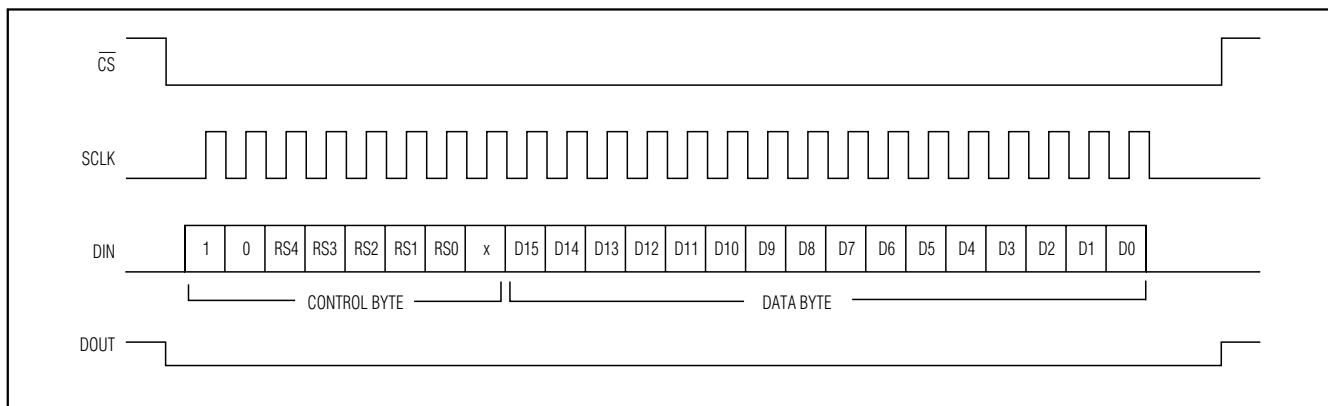 C̅S̅
SCLK
DIN 1 0 RS4 RS3 RS2 RS1 RS0 x D15 D14 D13 D12 D11 D10 D9 D8 D7 D6 D5 D4 D3 D2 D1 D0
CONTROL BYTE DATA BYTE
DOUT